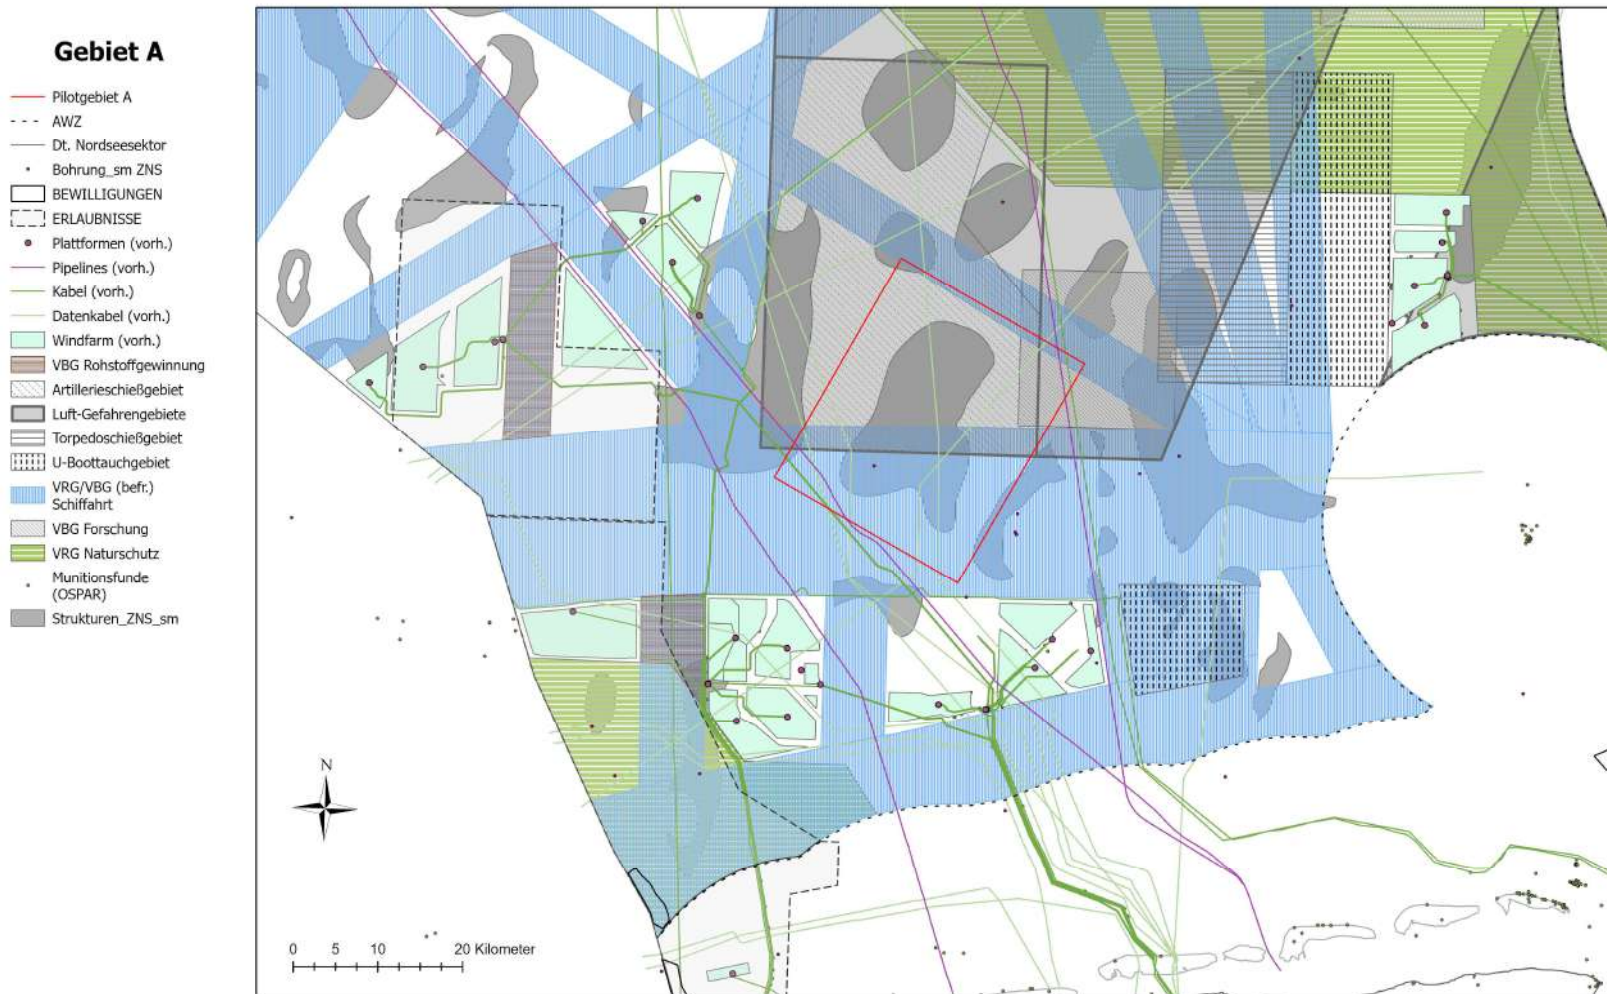 Gebiet A
Pilotgebiet A
AWZ
Dt. Nordseesektor
Bohrung_sm ZNS
BEWILLIGUNGEN
ERLAUBNISSE
Plattformen (vorh.)
Pipelines (vorh.)
Kabel (vorh.)
Datenkabel (vorh.)
Windfarm (vorh.)
VBG Rohstoffgewinnung
Artillerieschießgebiet
Luft-Gefahrengebiete
Torpedoschießgebiet
U-Boottauchgebiet
VRG/VBG (befr.)
Schiffahrt
VBG Forschung
VRG Naturschutz
Munitionsfunde
(OSPAR)
Strukturen_ZNS_sm
N
0 5 10 20 Kilometer